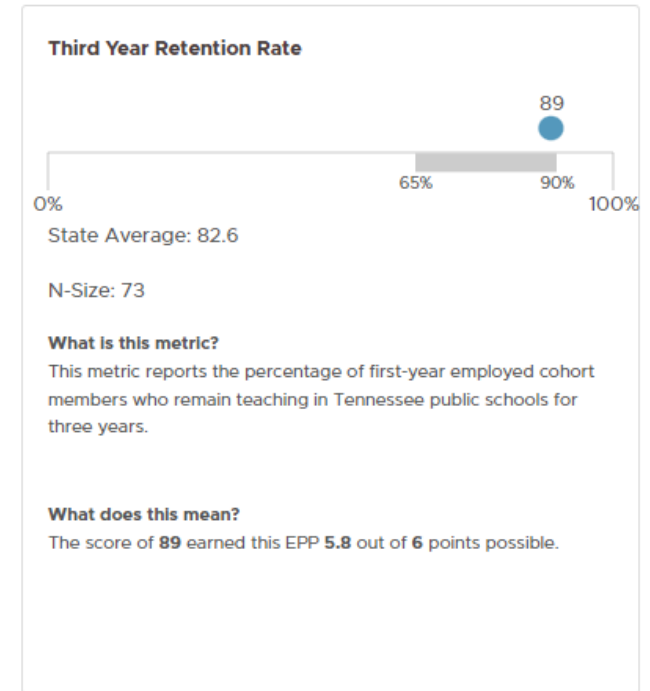 Third Year Retention Rate
89
65%
90%
0%
100%
State Average: 82.6
N-Size: 73
What is this metric?
This metric reports the percentage of first-year employed cohort
members who remain teaching in Tennessee public schools for
three years.
What does this mean?
The score of 89 earned this EPP 5.8 out of 6 points possible.